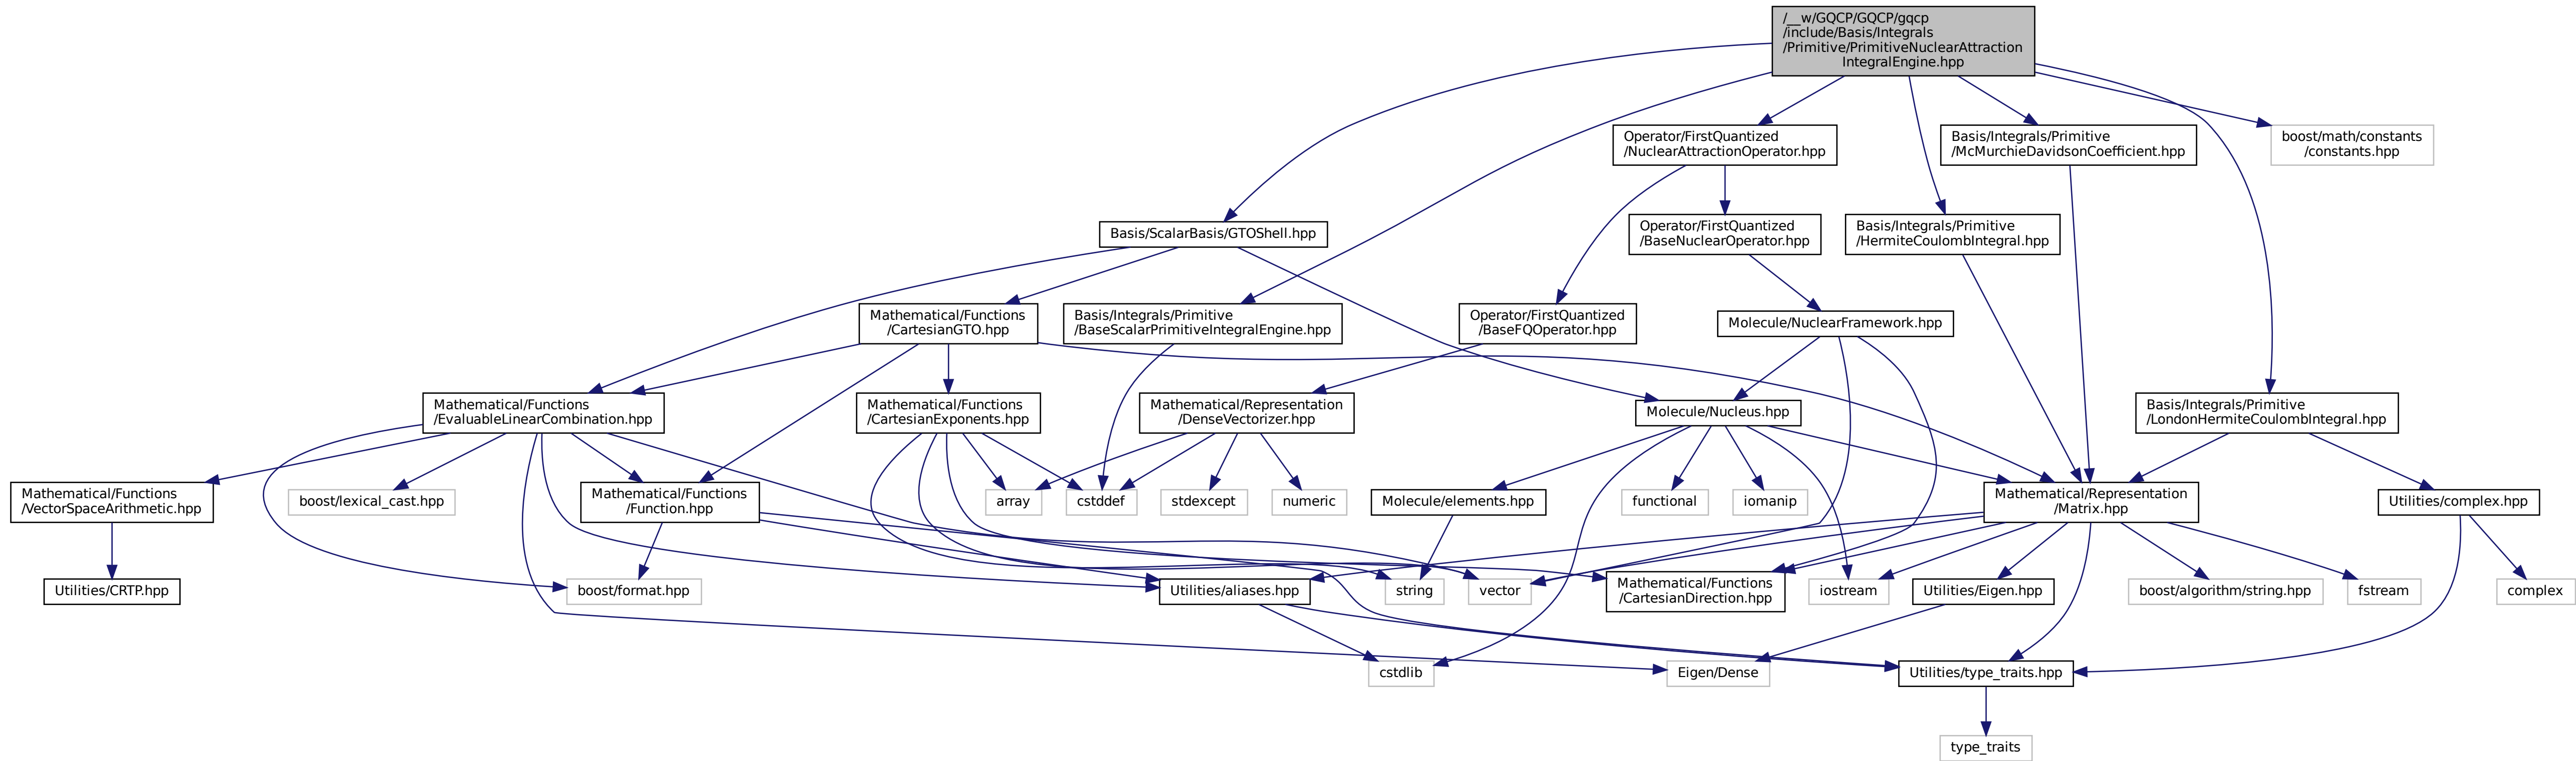 /__w/GQCP/GQCP/gqcp
/include/Basis/Integrals
/Primitive/PrimitiveNuclearAttraction
IntegralEngine.hpp
Operator/FirstQuantized
/NuclearAttractionOperator.hpp
Basis/Integrals/Primitive
/McMurchieDavidsonCoefficient.hpp
boost/math/constants
/constants.hpp
Basis/ScalarBasis/GTOShell.hpp
Operator/FirstQuantized
/BaseNuclearOperator.hpp
Basis/Integrals/Primitive
/HermiteCoulombIntegral.hpp
Mathematical/Functions
/CartesianGTO.hpp
Basis/Integrals/Primitive
/BaseScalarPrimitiveIntegralEngine.hpp
Operator/FirstQuantized
/BaseFQOperator.hpp
Molecule/NuclearFramework.hpp
Mathematical/Functions
/EvaluableLinearCombination.hpp
Mathematical/Functions
/CartesianExponents.hpp
Mathematical/Representation
/DenseVectorizer.hpp
Molecule/Nucleus.hpp
Basis/Integrals/Primitive
/LondonHermiteCoulombIntegral.hpp
Mathematical/Functions
/VectorSpaceArithmetic.hpp
boost/lexical_cast.hpp
Mathematical/Functions
/Function.hpp
array
cstddef
stdexcept
numeric
Molecule/elements.hpp
functional
iomanip
Mathematical/Representation
/Matrix.hpp
Utilities/complex.hpp
Utilities/CRTP.hpp
boost/format.hpp
Utilities/aliases.hpp
string
vector
Mathematical/Functions
/CartesianDirection.hpp
iostream
Utilities/Eigen.hpp
boost/algorithm/string.hpp
fstream
complex
cstdlib
Eigen/Dense
Utilities/type_traits.hpp
type_traits